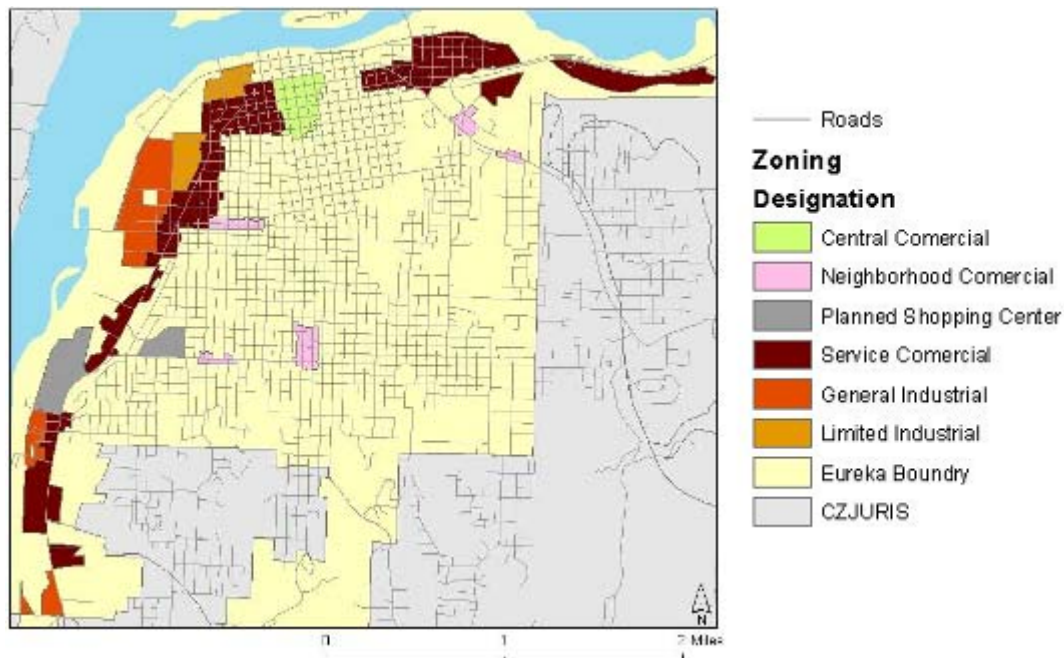 Roads
Zoning
Designation
Central Comercial
Neighborhood Comercial
Planned Shopping Center
Service Comercial
General Industrial
Limited Industrial
Eureka Boundry
CZJURIS
N
0 1 2 Miles